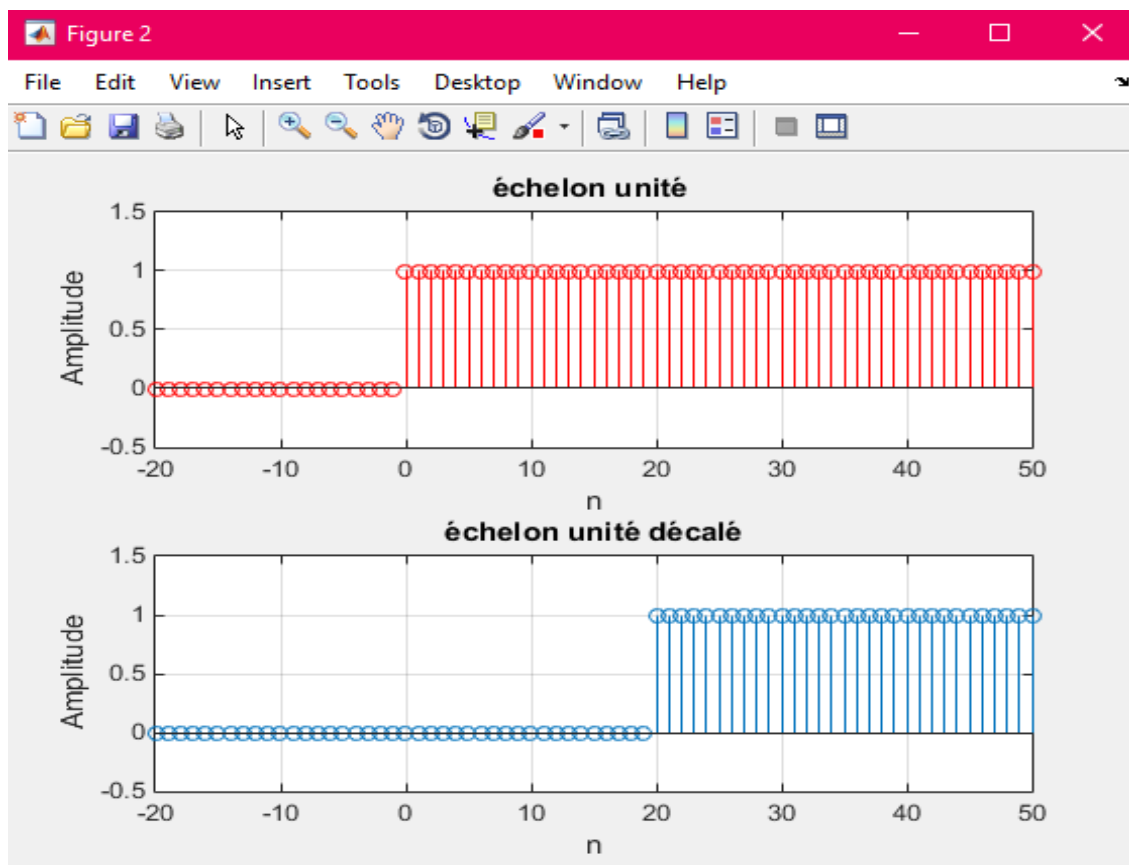 Figure 2
File Edit View Insert Tools Desktop Window Help
échelon unité
1.5
1
0.5
0
-0.5
Amplitude
-20 -10 0 10 20 30 40 50
n
échelon unité décalé
1.5
1
0.5
0
-0.5
Amplitude
-20 -10 0 10 20 30 40 50
n